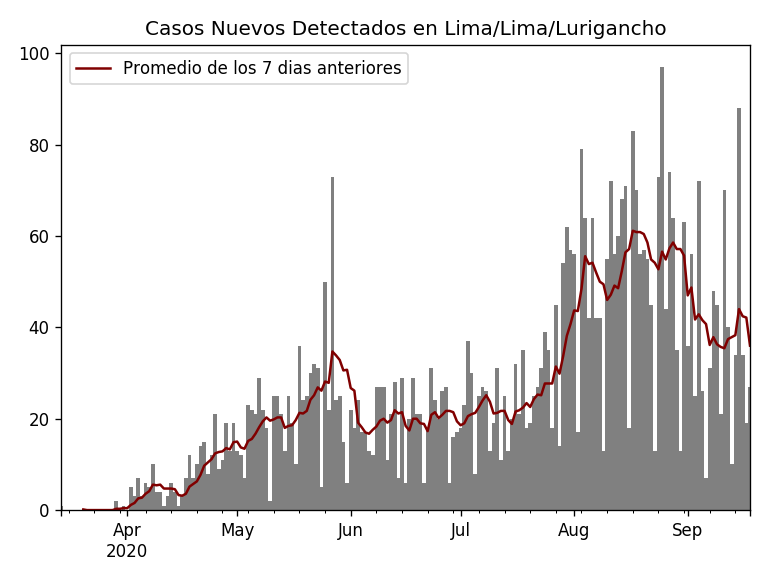 Casos Nuevos Detectados en Lima/Lima/Lurigancho
Promedio de los 7 dias anteriores
100
80
60
40
20
0
Apr
2020
May
Jun
Jul
Aug
Sep